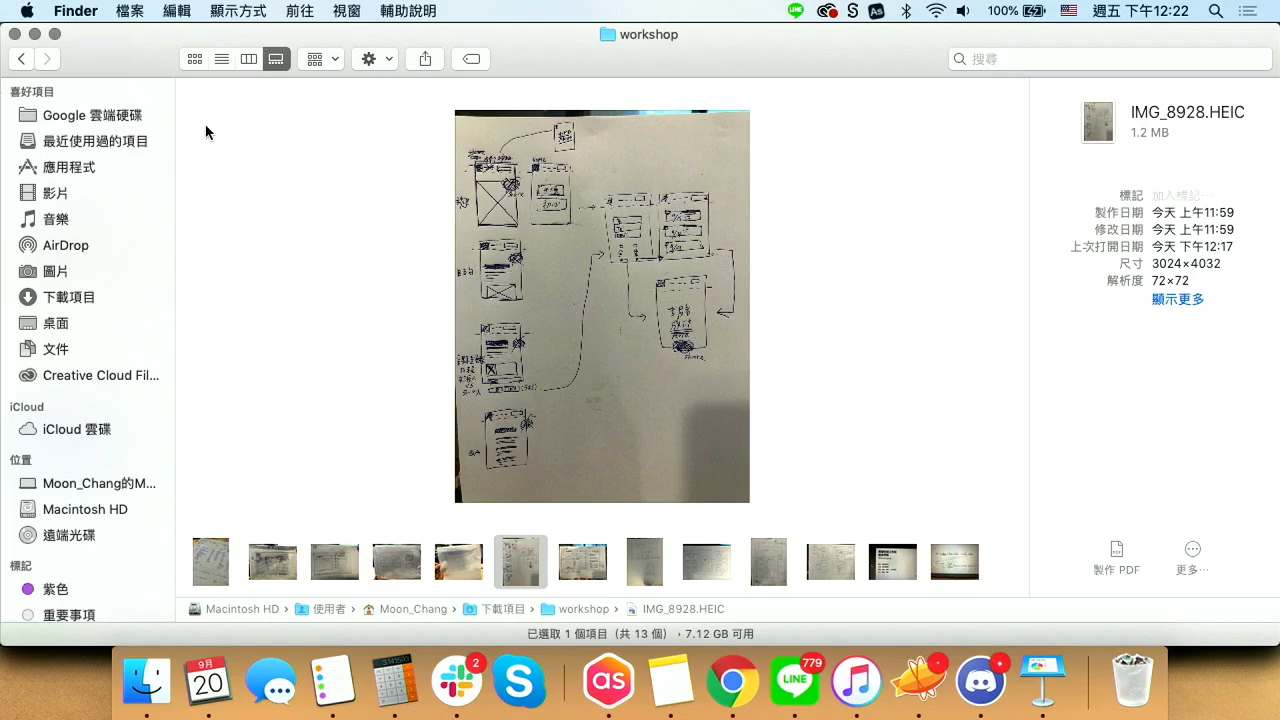 Finder 檔案 編輯 顯示方式 前往 視窗 輔助說明 100% 週五 下午12:22
workshop
搜尋
喜好項目
Google 雲端硬碟
最近使用過的項目
應用程式
影片
音樂
AirDrop
圖片
下載項目
桌面
文件
Creative Cloud Fil...
iCloud
iCloud 雲碟
位置
Moon_Chang的M...
Macintosh HD
遠端光碟
標記
紫色
重要事項
IMG_8928.HEIC
1.2 MB
標記 加入標記…
製作日期 今天 上午11:59
修改日期 今天 上午11:59
上次打開日期 今天 下午12:17
尺寸 3024×4032
解析度 72×72
顯示更多
製作 PDF 更多…
Macintosh HD › 使用者 › Moon_Chang › 下載項目 › workshop › IMG_8928.HEIC
已選取 1 個項目（共 13 個），7.12 GB 可用
9月
20
2
as
779